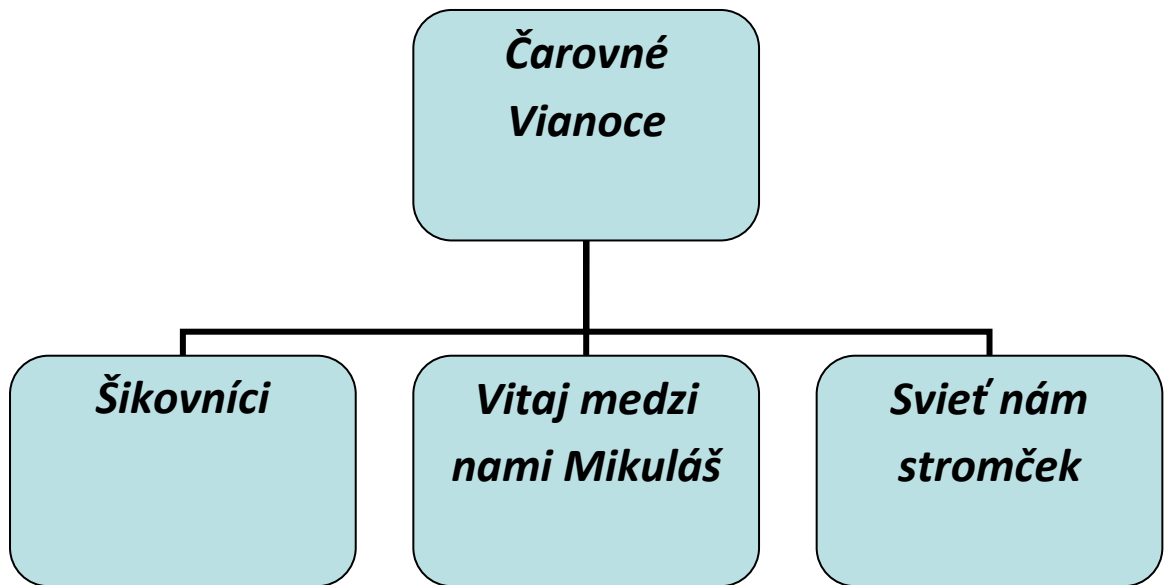 Čarovné
Vianoce
Šikovníci
Vitaj medzi
nami Mikuláš
Svieť nám
stromček